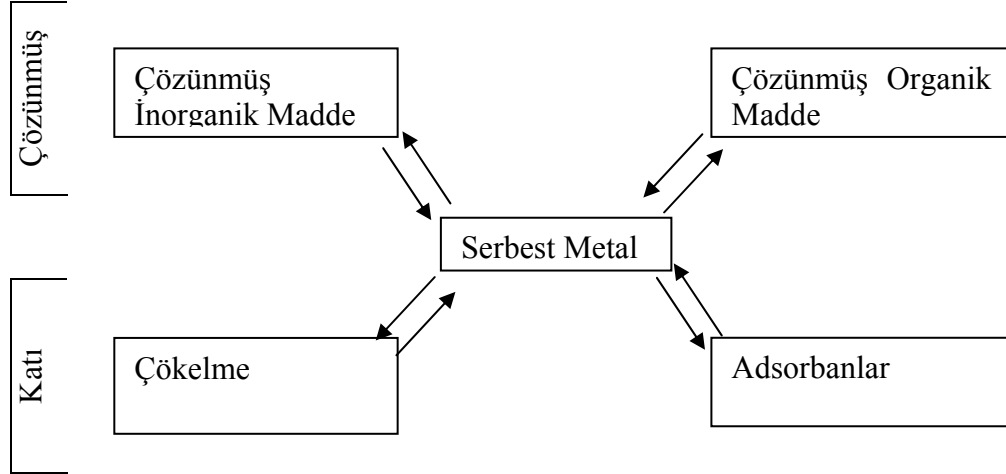 Çözünmüş
Çözünmüş
İnorganik Madde
Çözünmüş Organik
Madde
Serbest Metal
Katı
Çökelme
Adsorbanlar